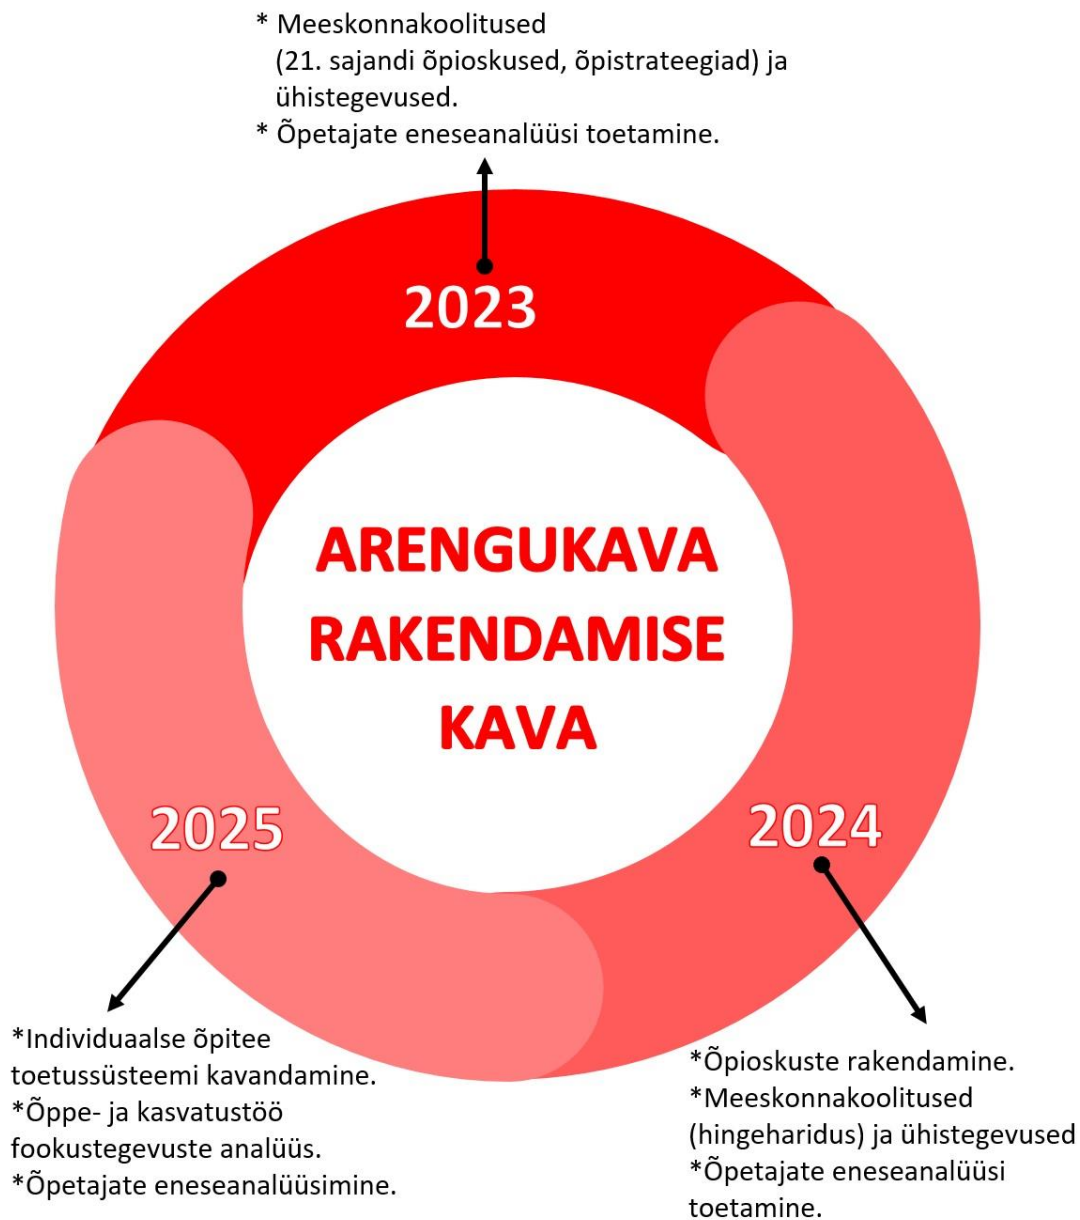 * Meeskonnakoolitused
(21. sajandi õpioskused, õpistrateegiad) ja
ühistegevused.
* Õpetajate eneseanalüüsi toetamine.
2023
ARENGUKAVA
RAKENDAMISE
KAVA
2025
2024
*Individuaalse õpitee
toetussüsteemi kavandamine.
*Õppe- ja kasvatustöö
fookustegevuste analüüs.
*Õpetajate eneseanalüüsimine.
*Õpioskuste rakendamine.
*Meeskonnakoolitused
(hingeharidus) ja ühistegevused
*Õpetajate eneseanalüüsi
toetamine.